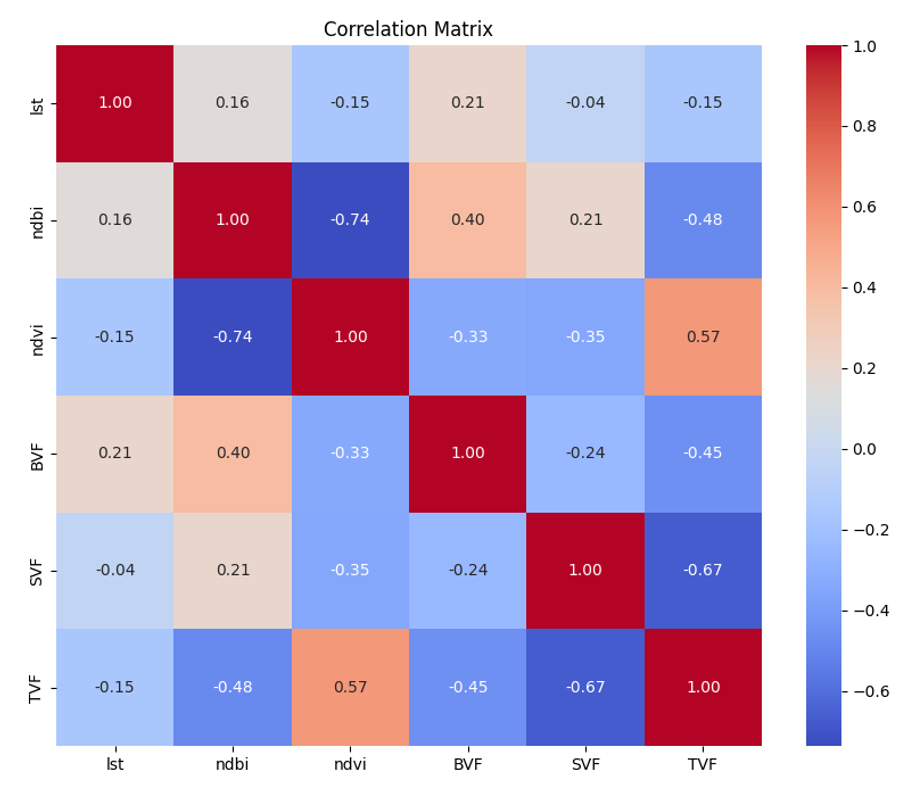 Correlation Matrix
lst 1.00 0.16 -0.15 0.21 -0.04 -0.15
ndbi 0.16 1.00 -0.74 0.40 0.21 -0.48
ndvi -0.15 -0.74 1.00 -0.33 -0.35 0.57
BVF 0.21 0.40 -0.33 1.00 -0.24 -0.45
SVF -0.04 0.21 -0.35 -0.24 1.00 -0.67
TVF -0.15 -0.48 0.57 -0.45 -0.67 1.00
lst ndbi ndvi BVF SVF TVF
1.0
0.8
0.6
0.4
0.2
0.0
−0.2
−0.4
−0.6